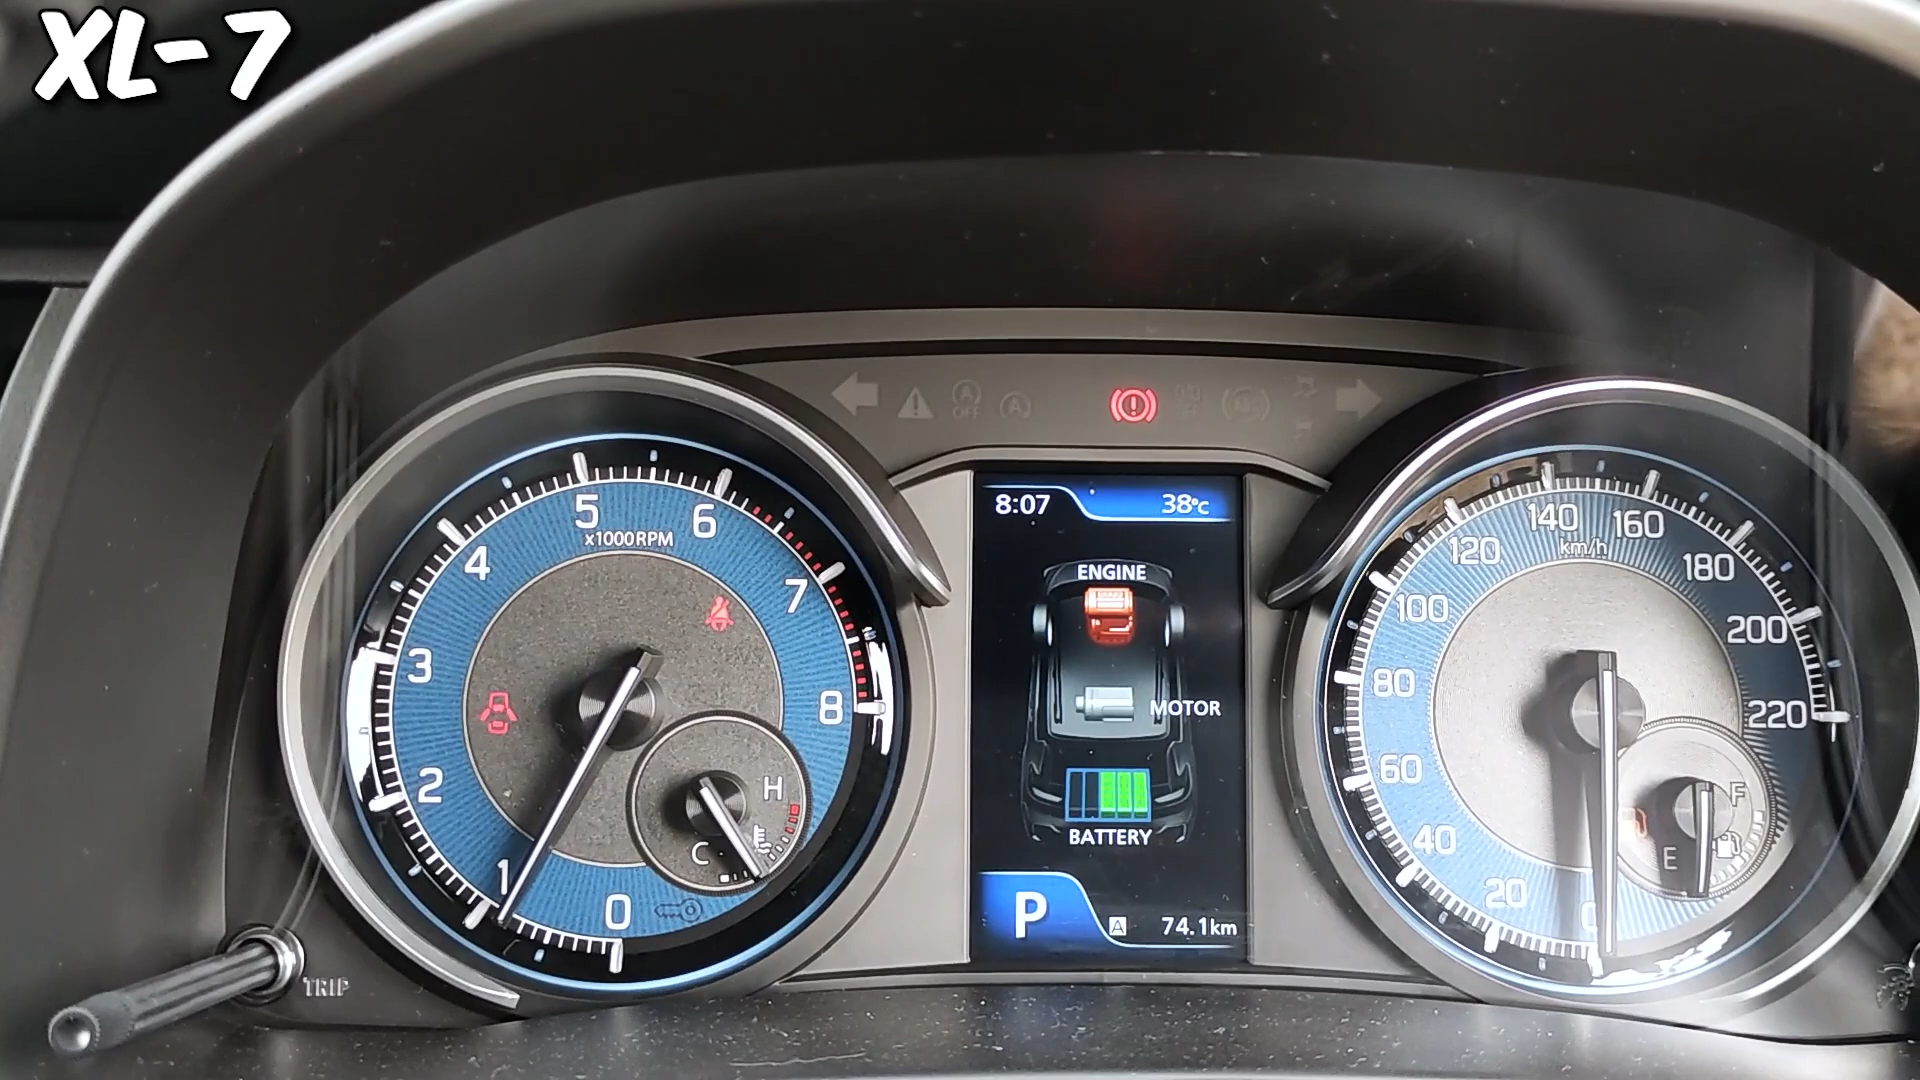 XL-7
OFF
A
A
8:07
38°C
ENGINE
MOTOR
BATTERY
P
A
74.1km
5
6
x1000RPM
4
7
3
8
2
H
C
1
0
TRIP
140
160
km/h
120
180
100
200
80
220
60
F
40
E
20
0